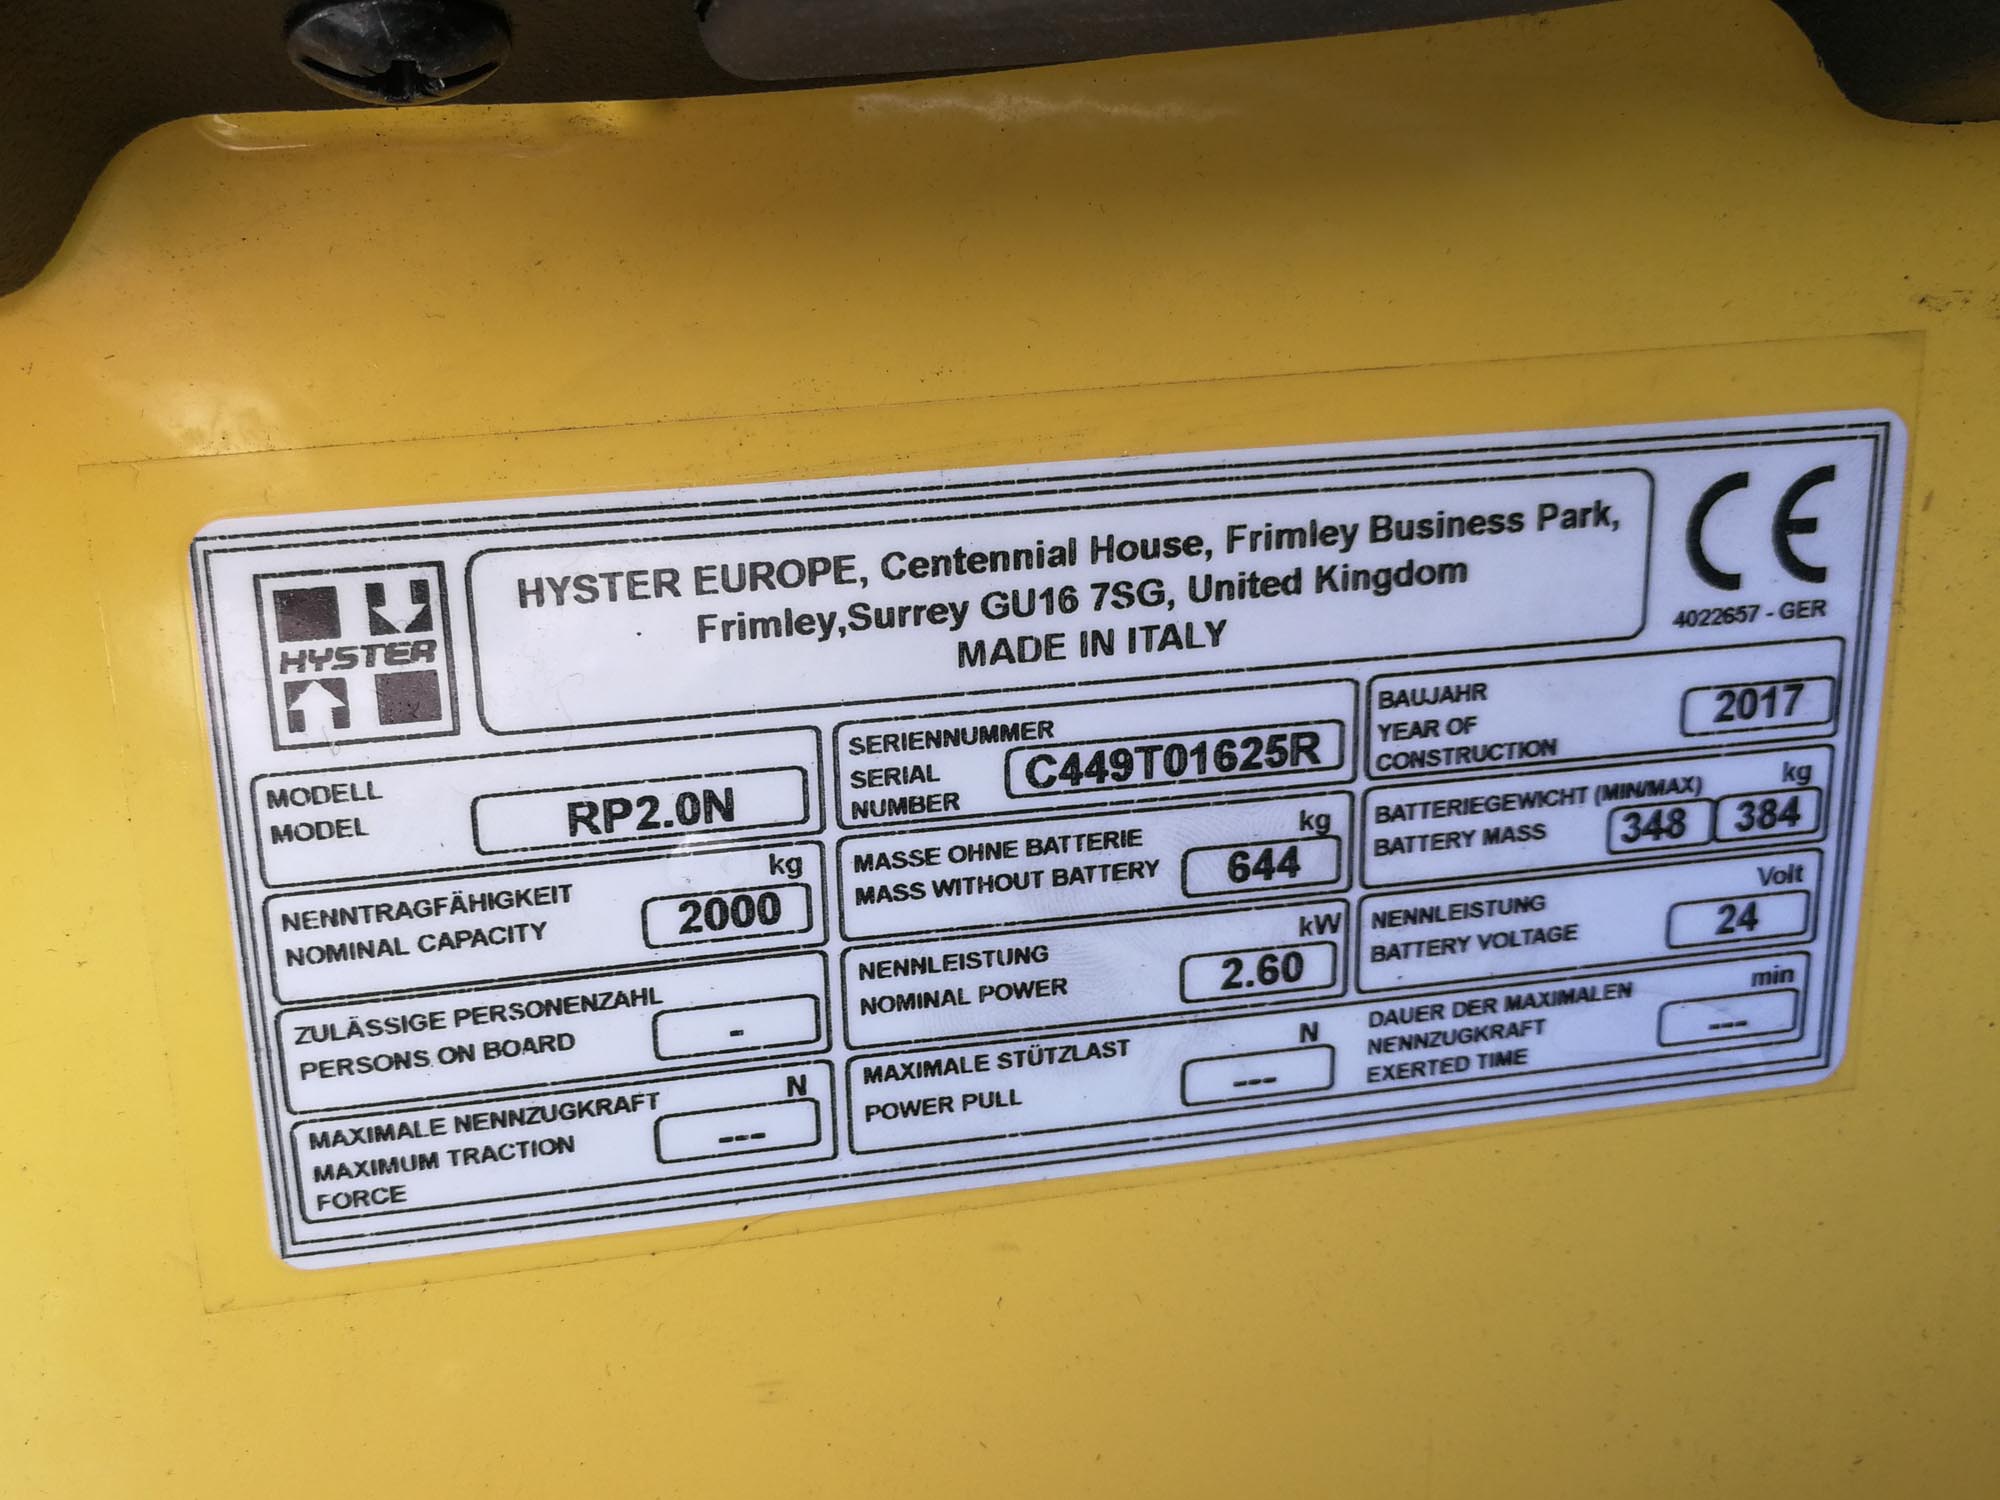 HYSTER
HYSTER EUROPE, Centennial House, Frimley Business Park,
Frimley,Surrey GU16 7SG, United Kingdom
MADE IN ITALY
CE
4022657 - GER
MODELL
MODEL
RP2.0N
SERIENNUMMER
SERIAL
NUMBER
C449T01625R
BAUJAHR
YEAR OF
CONSTRUCTION
2017
NENNTRAGFÄHIGKEIT
NOMINAL CAPACITY
kg
2000
MASSE OHNE BATTERIE
MASS WITHOUT BATTERY
kg
644
BATTERIEGEWICHT (MIN/MAX)
BATTERY MASS
kg
348 384
ZULÄSSIGE PERSONENZAHL
PERSONS ON BOARD
-
NENNLEISTUNG
NOMINAL POWER
kW
2.60
NENNLEISTUNG
BATTERY VOLTAGE
Volt
24
MAXIMALE NENNZUGKRAFT
MAXIMUM TRACTION
FORCE
N
---
MAXIMALE STÜTZLAST
POWER PULL
N
---
DAUER DER MAXIMALEN
NENNZUGKRAFT
EXERTED TIME
min
---